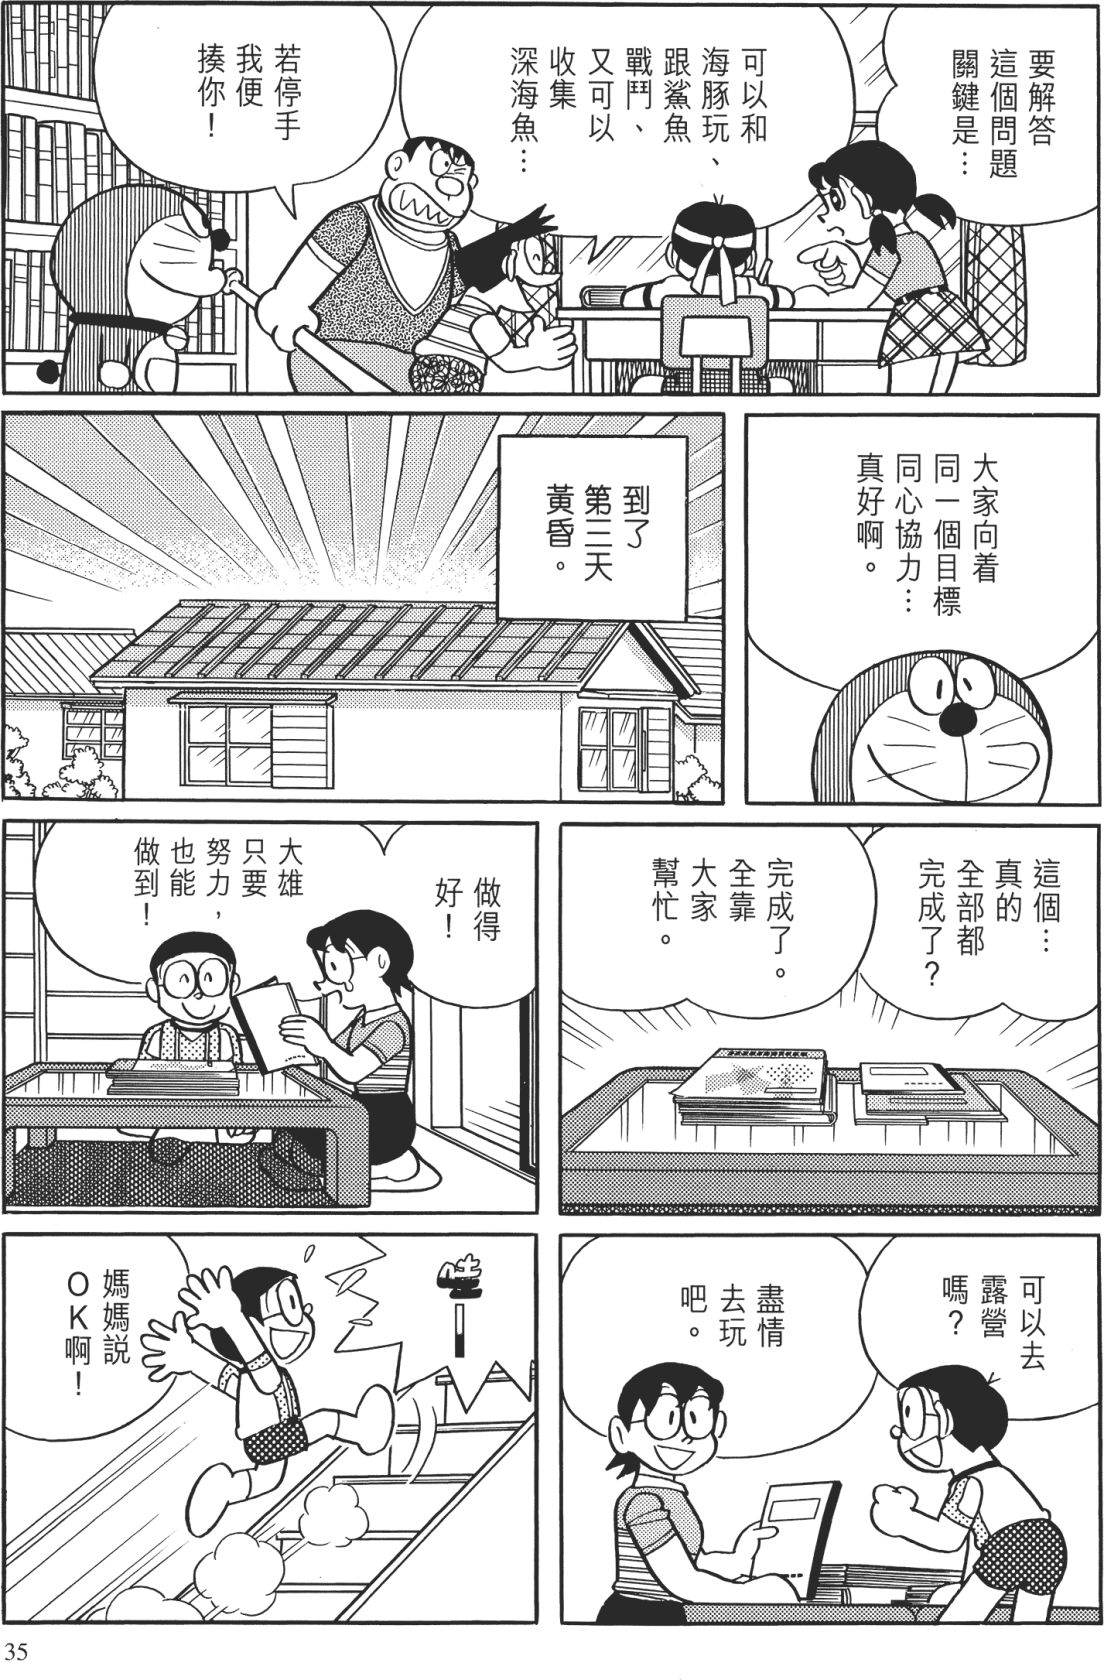 要解答
這個問題
關鍵是…
可以和
海豚玩、
跟鯊魚
戰鬥、
又可以
收集
深海魚…
若停手
我便
揍你！
大家向着
同一個目標
同心協力…
真好啊。
到了
第三天
黃昏。
這個…
真的
全部都
完成了？
完成了。
全靠
大家
幫忙。
做得
好！
大雄
只要
努力，
也能
做到！
可以去
露營
嗎？
盡情
去玩
吧。
哇—
媽媽説
OK啊！
35